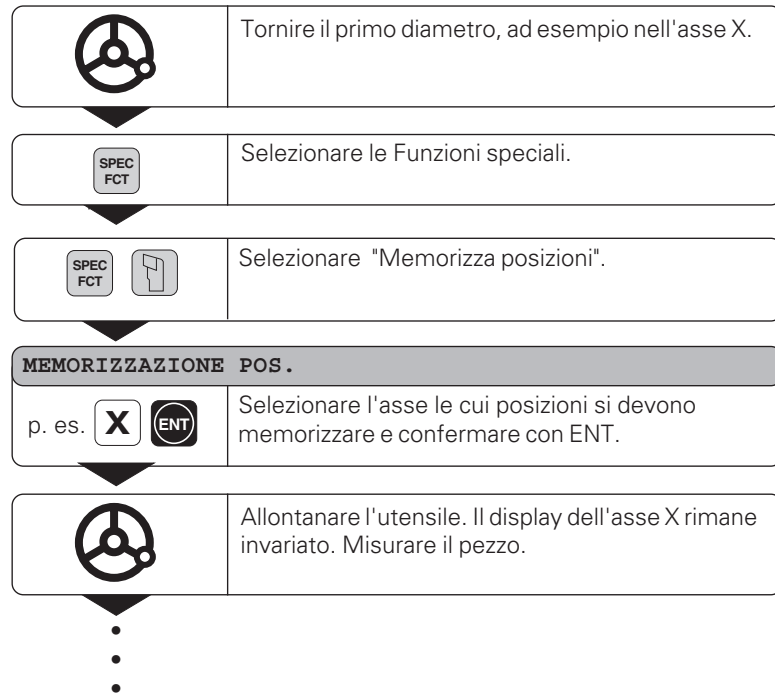 Tornire il primo diametro, ad esempio nell'asse X.
SPEC
FCT
Selezionare le Funzioni speciali.
SPEC
FCT
Selezionare "Memorizza posizioni".
MEMORIZZAZIONE POS.
p. es. X ENT
Selezionare l'asse le cui posizioni si devono
memorizzare e confermare con ENT.
Allontanare l'utensile. Il display dell'asse X rimane
invariato. Misurare il pezzo.